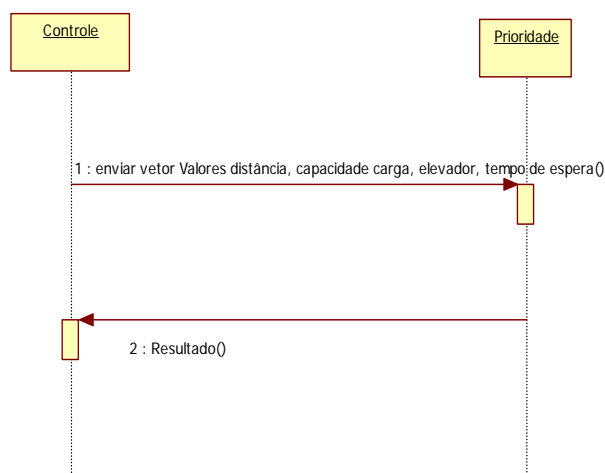 Controle
Prioridade
1 : enviar vetor Valores distância, capacidade carga, elevador, tempo de espera()
2 : Resultado()